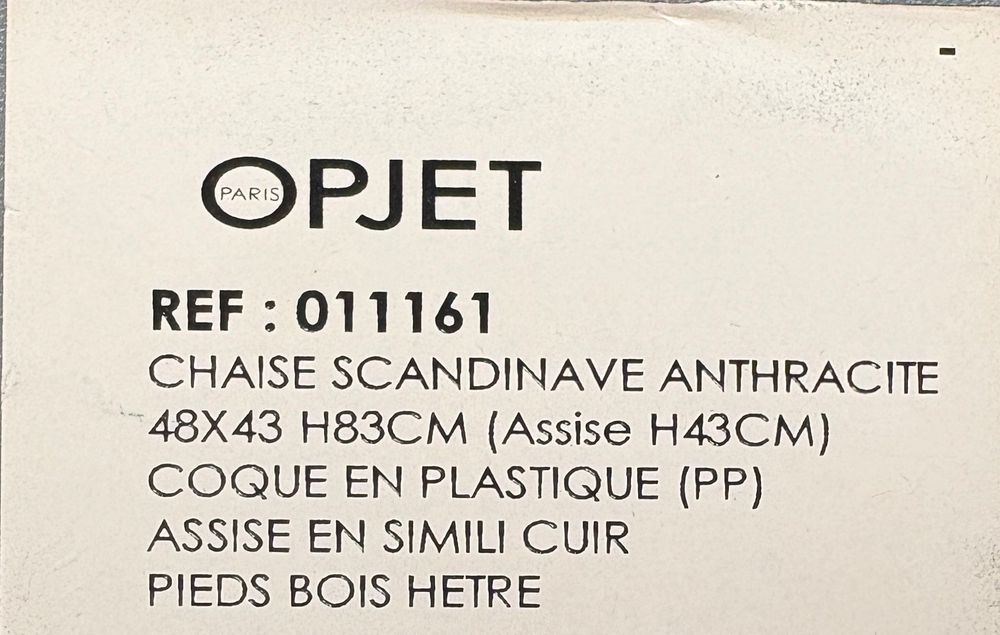 OPJET
PARIS
REF : 011161
CHAISE SCANDINAVE ANTHRACITE
48X43 H83CM (Assise H43CM)
COQUE EN PLASTIQUE (PP)
ASSISE EN SIMILI CUIR
PIEDS BOIS HETRE